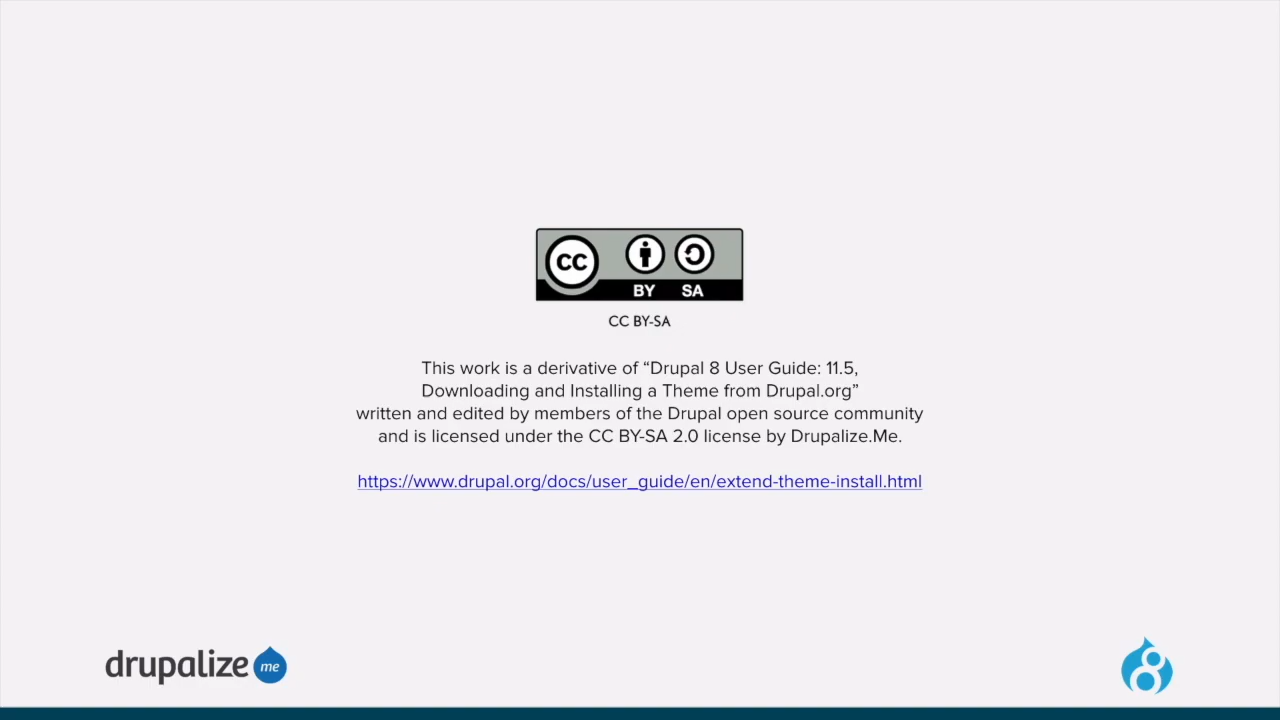 CC
BY SA
CC BY-SA
This work is a derivative of “Drupal 8 User Guide: 11.5,
Downloading and Installing a Theme from Drupal.org”
written and edited by members of the Drupal open source community
and is licensed under the CC BY-SA 2.0 license by Drupalize.Me.
https://www.drupal.org/docs/user_guide/en/extend-theme-install.html
drupalize me
8